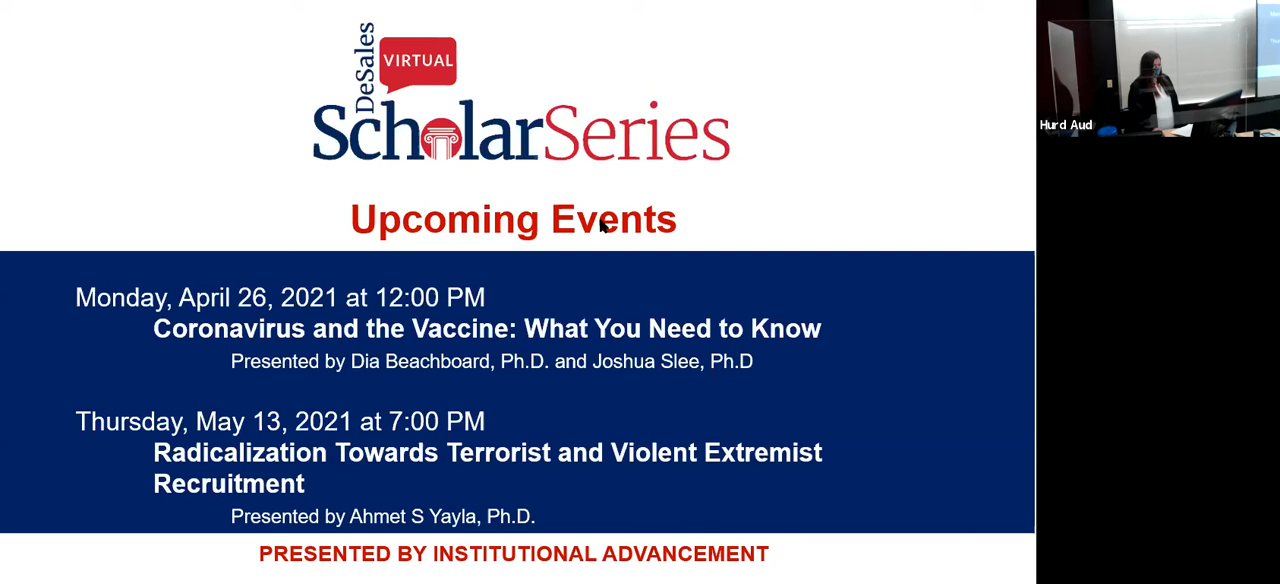 DeSales
VIRTUAL
ScholarSeries
Upcoming Events
Monday, April 26, 2021 at 12:00 PM
Coronavirus and the Vaccine: What You Need to Know
Presented by Dia Beachboard, Ph.D. and Joshua Slee, Ph.D
Thursday, May 13, 2021 at 7:00 PM
Radicalization Towards Terrorist and Violent Extremist
Recruitment
Presented by Ahmet S Yayla, Ph.D.
PRESENTED BY INSTITUTIONAL ADVANCEMENT
Hurd Aud